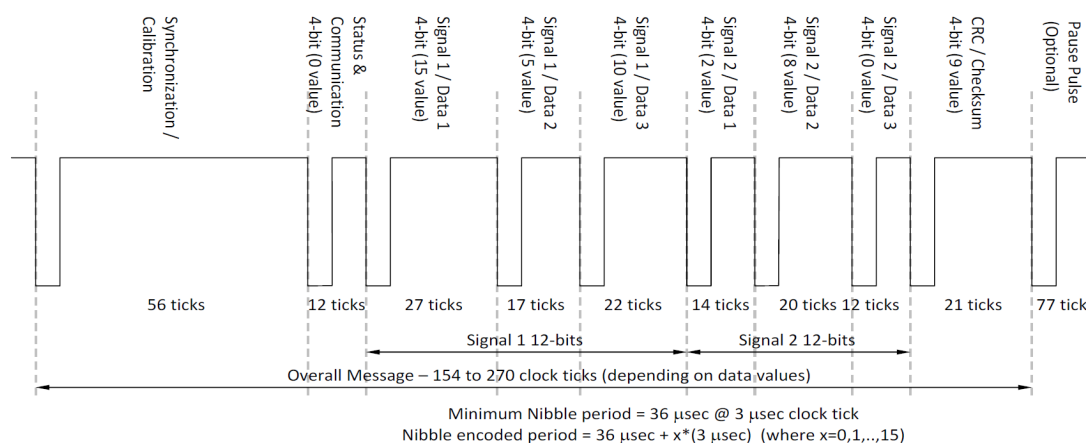 Synchronization /
Calibration
Status &
Communication
4-bit (0 value)
Signal 1 / Data 1
4-bit (15 value)
Signal 1 / Data 2
4-bit (5 value)
Signal 1 / Data 3
4-bit (10 value)
Signal 2 / Data 1
4-bit (2 value)
Signal 2 / Data 2
4-bit (8 value)
Signal 2 / Data 3
4-bit (0 value)
CRC / Checksum
4-bit (9 value)
Pause Pulse
(Optional)
56 ticks 12 ticks 27 ticks 17 ticks 22 ticks 14 ticks 20 ticks 12 ticks 21 ticks 77 tick
Signal 1 12-bits Signal 2 12-bits
Overall Message – 154 to 270 clock ticks (depending on data values)
Minimum Nibble period = 36 μsec @ 3 μsec clock tick
Nibble encoded period = 36 μsec + x*(3 μsec) (where x=0,1,..,15)